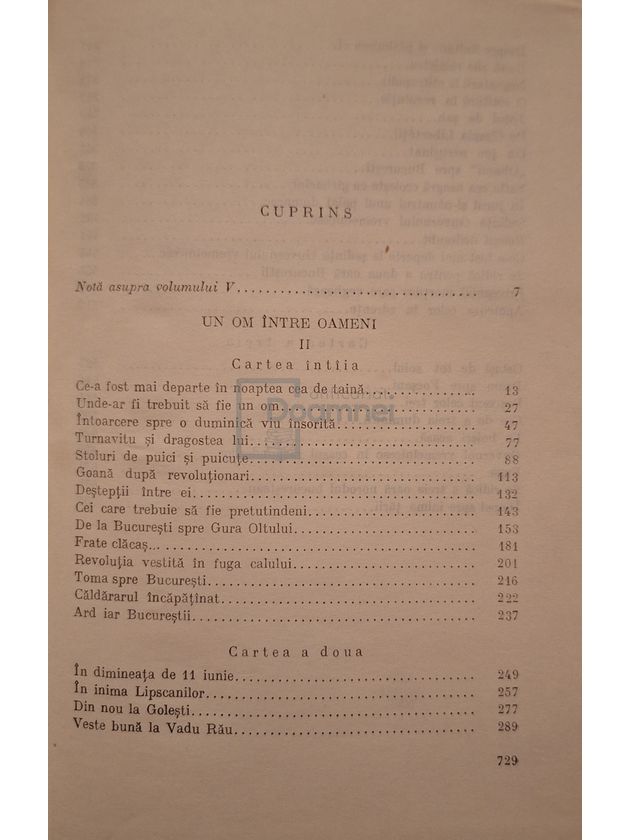 CUPRINS
Notă asupra volumului V........................ 7
UN OM ÎNTRE OAMENI
II
Cartea întîia
Ce-a fost mai departe în noaptea cea de taină........ 13
Unde-ar fi trebuit să fie un om........ 27
Întoarcere spre o duminică viu însorită........ 47
Turnavitu și dragostea lui........ 77
Stoluri de puici și puicuțe........ 88
Goană după revoluționari........ 113
Deștepții între ei........ 132
Cei care trebuie să fie pretutindeni........ 143
De la București spre Gura Oltului........ 153
Frate clăcaș........ 181
Revoluția vestită în fuga calului........ 201
Toma spre București........ 216
Căldărarul încăpățînat........ 222
Ard iar Bucureștii........ 237
Cartea a doua
În dimineața de 11 iunie........ 249
În inima Lipscanilor........ 257
Din nou la Golești........ 277
Veste bună la Vadu Rău........ 289
729
anticariat
Doamnei